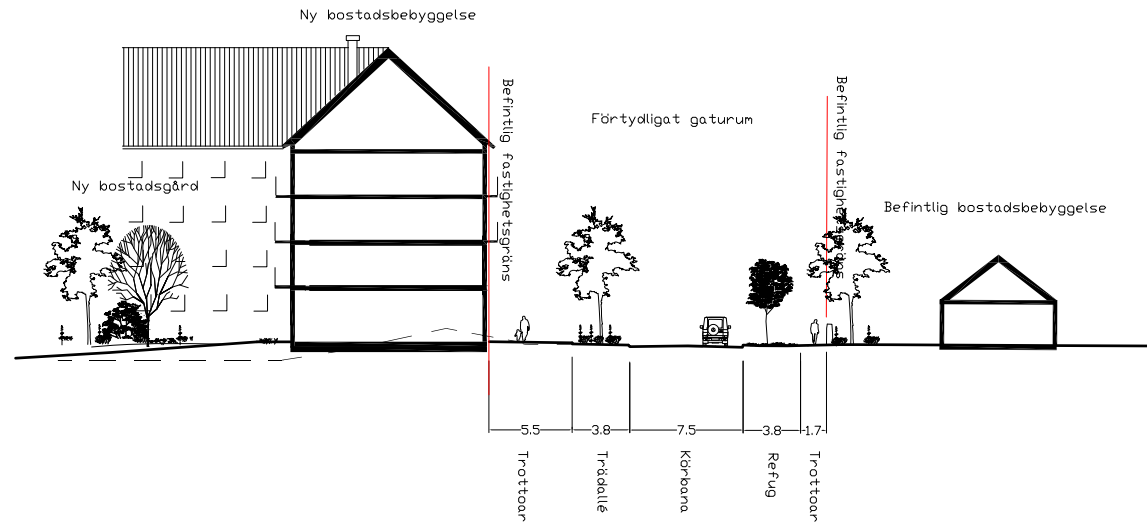 Ny bostadsbebyggelse
Befintlig fastighetsgräns
Befintlig fastighetsgräns
Förtydligat gaturum
Ny bostadsgård
Befintlig bostadsbebyggelse
5.5
3.8
7.5
3.8
1.7
Trottoar
Trädallé
Körbana
Refug
Trottoar